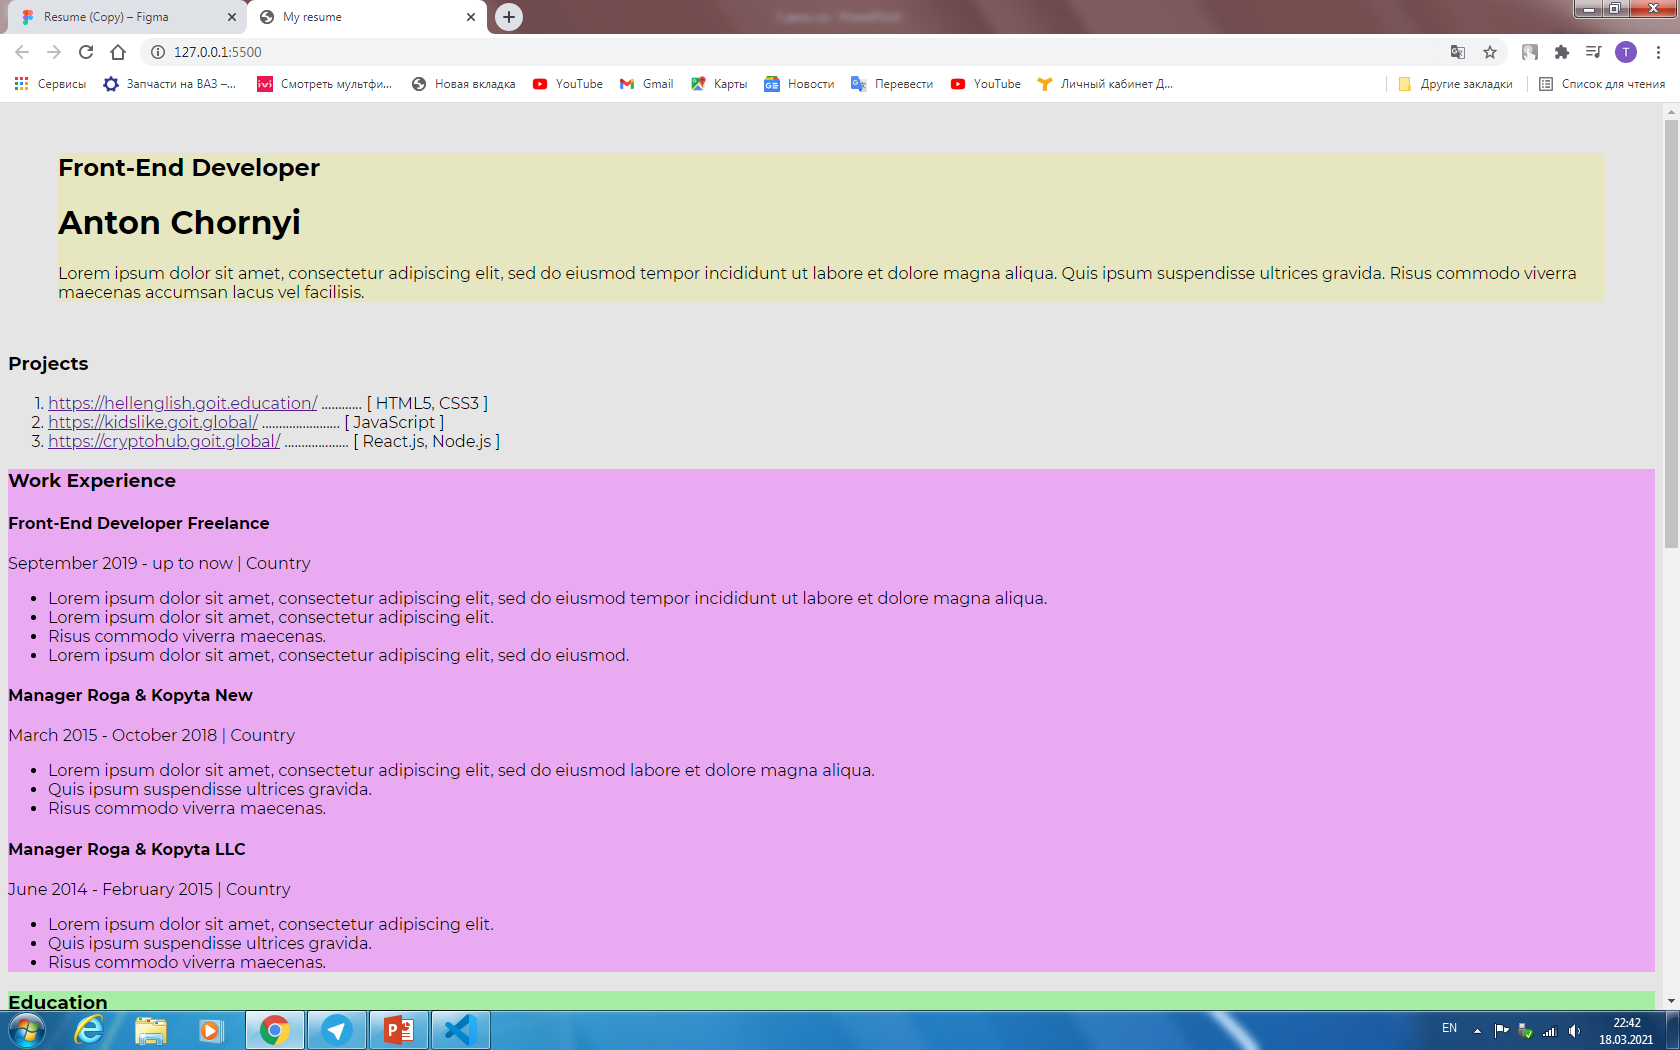 Resume (Copy) – Figma
My resume
127.0.0.1:5500
Сервисы
Запчасти на ВАЗ –...
Смотреть мультфи...
Новая вкладка
YouTube
Gmail
Карты
Новости
Перевести
YouTube
Личный кабинет Д...
Другие закладки
Список для чтения
Front-End Developer
Anton Chornyi
Lorem ipsum dolor sit amet, consectetur adipiscing elit, sed do eiusmod tempor incididunt ut labore et dolore magna aliqua. Quis ipsum suspendisse ultrices gravida. Risus commodo viverra
maecenas accumsan lacus vel facilisis.
Projects
1. https://hellenglish.goit.education/ ............ [ HTML5, CSS3 ]
2. https://kidslike.goit.global/ ....................... [ JavaScript ]
3. https://cryptohub.goit.global/ ................... [ React.js, Node.js ]
Work Experience
Front-End Developer Freelance
September 2019 - up to now | Country
• Lorem ipsum dolor sit amet, consectetur adipiscing elit, sed do eiusmod tempor incididunt ut labore et dolore magna aliqua.
• Lorem ipsum dolor sit amet, consectetur adipiscing elit.
• Risus commodo viverra maecenas.
• Lorem ipsum dolor sit amet, consectetur adipiscing elit, sed do eiusmod.
Manager Roga & Kopyta New
March 2015 - October 2018 | Country
• Lorem ipsum dolor sit amet, consectetur adipiscing elit, sed do eiusmod labore et dolore magna aliqua.
• Quis ipsum suspendisse ultrices gravida.
• Risus commodo viverra maecenas.
Manager Roga & Kopyta LLC
June 2014 - February 2015 | Country
• Lorem ipsum dolor sit amet, consectetur adipiscing elit.
• Quis ipsum suspendisse ultrices gravida.
• Risus commodo viverra maecenas.
Education
EN
22:42
18.03.2021